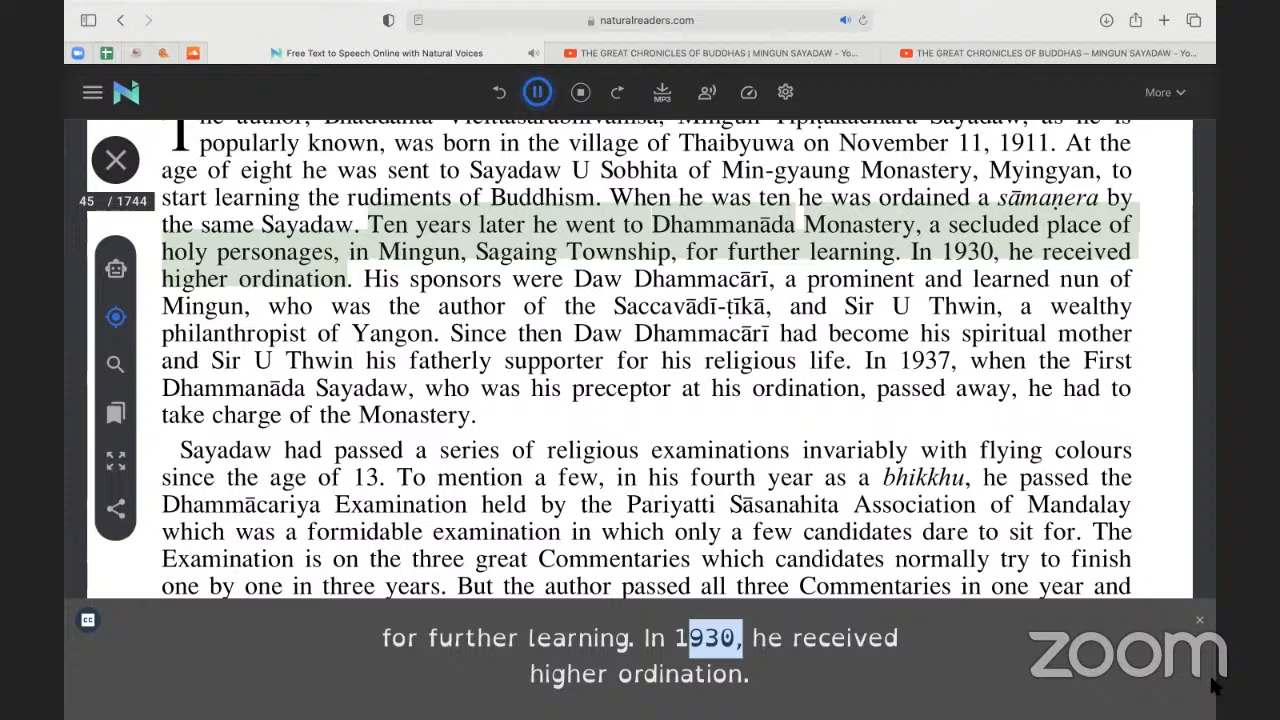 naturalreaders.com
Free Text to Speech Online with Natural Voices
THE GREAT CHRONICLES OF BUDDHAS | MINGUN SAYADAW - Yo...
THE GREAT CHRONICLES OF BUDDHAS – MINGUN SAYADAW - Yo...
MP3
More
45 / 1744
popularly known, was born in the village of Thaibyuwa on November 11, 1911. At the
age of eight he was sent to Sayadaw U Sobhita of Min-gyaung Monastery, Myingyan, to
start learning the rudiments of Buddhism. When he was ten he was ordained a sāmaṇera by
the same Sayadaw. Ten years later he went to Dhammanāda Monastery, a secluded place of
holy personages, in Mingun, Sagaing Township, for further learning. In 1930, he received
higher ordination. His sponsors were Daw Dhammacārī, a prominent and learned nun of
Mingun, who was the author of the Saccavādī-ṭīkā, and Sir U Thwin, a wealthy
philanthropist of Yangon. Since then Daw Dhammacārī had become his spiritual mother
and Sir U Thwin his fatherly supporter for his religious life. In 1937, when the First
Dhammanāda Sayadaw, who was his preceptor at his ordination, passed away, he had to
take charge of the Monastery.
Sayadaw had passed a series of religious examinations invariably with flying colours
since the age of 13. To mention a few, in his fourth year as a bhikkhu, he passed the
Dhammācariya Examination held by the Pariyatti Sāsanahita Association of Mandalay
which was a formidable examination in which only a few candidates dare to sit for. The
Examination is on the three great Commentaries which candidates normally try to finish
one by one in three years. But the author passed all three Commentaries in one year and
CC
for further learning. In 1930, he received
higher ordination.
zoom